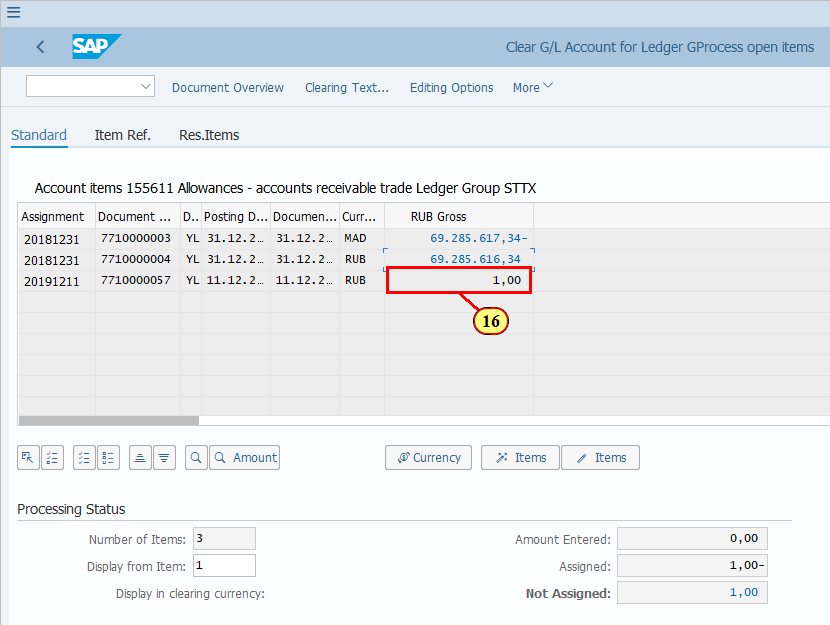 SAP
Clear G/L Account for Ledger GProcess open items
Document Overview Clearing Text... Editing Options More
Standard Item Ref. Res.Items
Account items 155611 Allowances - accounts receivable trade Ledger Group STTX
Assignment Document ... D.. Posting D... Documen... Curr... RUB Gross
20181231 7710000003 YL 31.12.2... 31.12.2... MAD 69.285.617,34-
20181231 7710000004 YL 31.12.2... 31.12.2... RUB 69.285.616,34
20191211 7710000057 YL 11.12.2... 11.12.2... RUB 1,00
16
Amount Currency Items Items
Processing Status
Number of Items: 3 Amount Entered: 0,00
Display from Item: 1 Assigned: 1,00-
Display in clearing currency: Not Assigned: 1,00